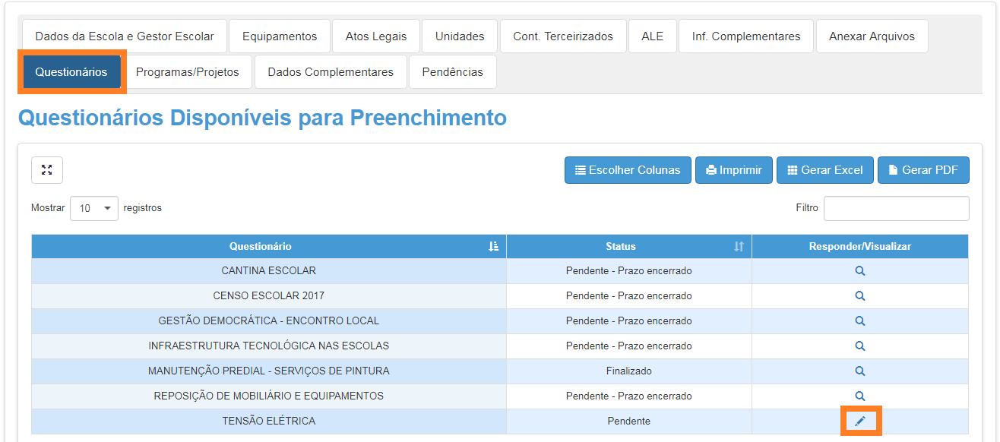 Dados da Escola e Gestor Escolar Equipamentos Atos Legais Unidades Cont. Terceirizados ALE Inf. Complementares Anexar Arquivos
Questionários Programas/Projetos Dados Complementares Pendências
Questionários Disponíveis para Preenchimento
Escolher Colunas Imprimir Gerar Excel Gerar PDF
Mostrar 10 registros Filtro
Questionário Status Responder/Visualizar
CANTINA ESCOLAR Pendente - Prazo encerrado
CENSO ESCOLAR 2017 Pendente - Prazo encerrado
GESTÃO DEMOCRÁTICA - ENCONTRO LOCAL Pendente - Prazo encerrado
INFRAESTRUTURA TECNOLÓGICA NAS ESCOLAS Pendente - Prazo encerrado
MANUTENÇÃO PREDIAL - SERVIÇOS DE PINTURA Finalizado
REPOSIÇÃO DE MOBILIÁRIO E EQUIPAMENTOS Pendente - Prazo encerrado
TENSÃO ELÉTRICA Pendente